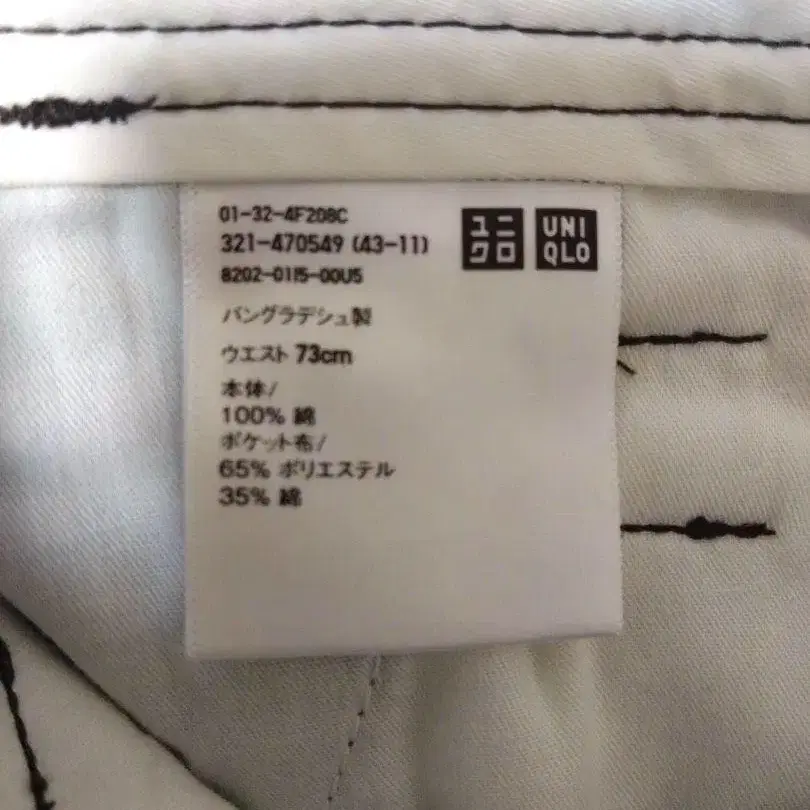 01-32-4F208C
321-470549 (43-11)
8202-0115-00U5
ユニ
クロ
UNI
QLO
バングラデシュ製
ウエスト 73cm
本体/
100% 綿
ポケット布/
65% ポリエステル
35% 綿